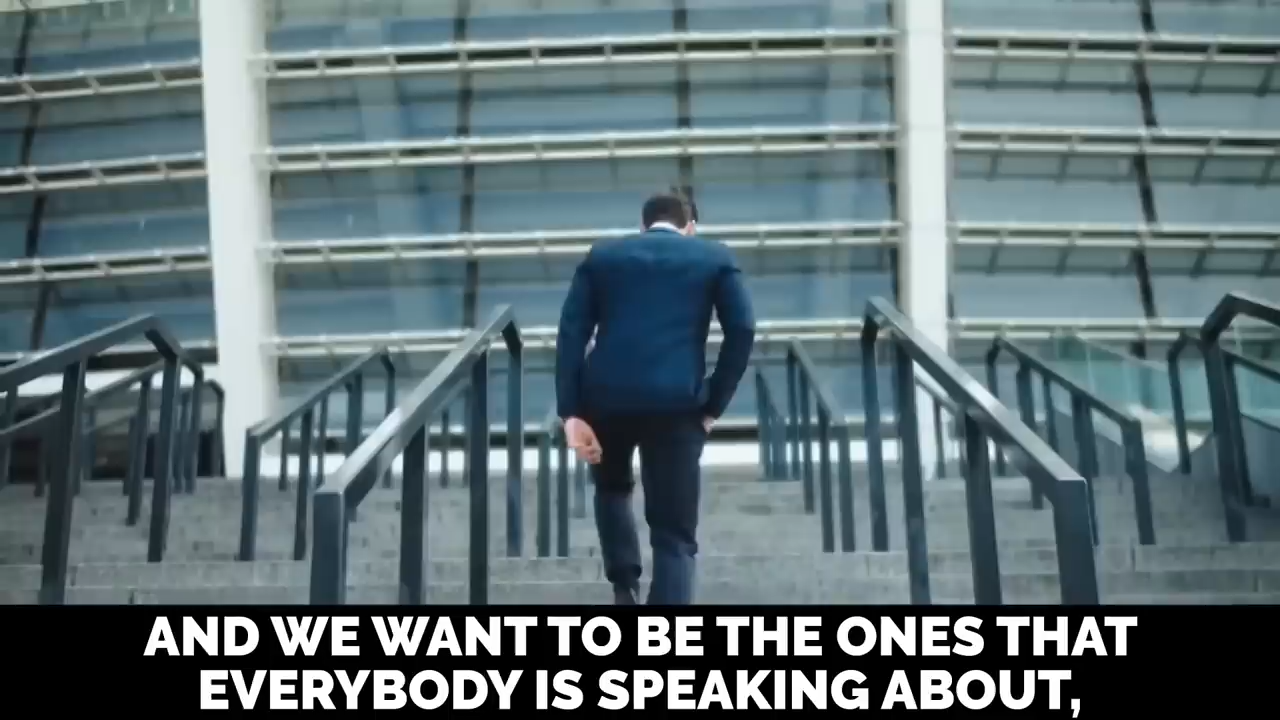 AND WE WANT TO BE THE ONES THAT
EVERYBODY IS SPEAKING ABOUT,